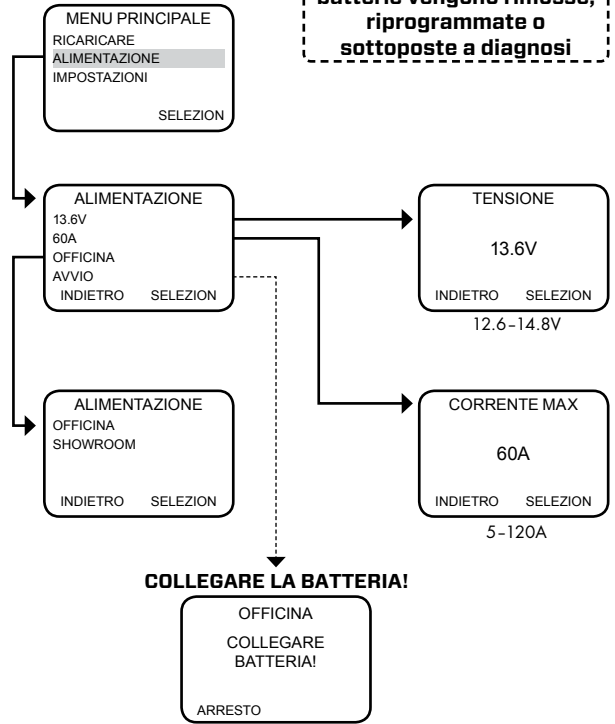 batterie vengono rimosse,
riprogrammate o
sottoposte a diagnosi
MENU PRINCIPALE
RICARICARE
ALIMENTAZIONE
IMPOSTAZIONI
SELEZION
ALIMENTAZIONE
13.6V
60A
OFFICINA
AVVIO
INDIETRO SELEZION
TENSIONE
13.6V
INDIETRO SELEZION
12.6-14.8V
ALIMENTAZIONE
OFFICINA
SHOWROOM
INDIETRO SELEZION
CORRENTE MAX
60A
INDIETRO SELEZION
5-120A
COLLEGARE LA BATTERIA!
OFFICINA
COLLEGARE
BATTERIA!
ARRESTO